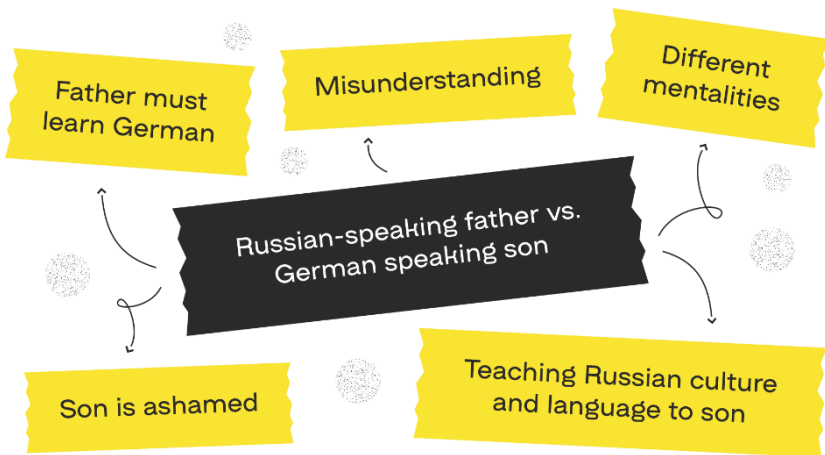 Father must
learn German
Misunderstanding
Different
mentalities
Russian-speaking father vs.
German speaking son
Son is ashamed
Teaching Russian culture
and language to son